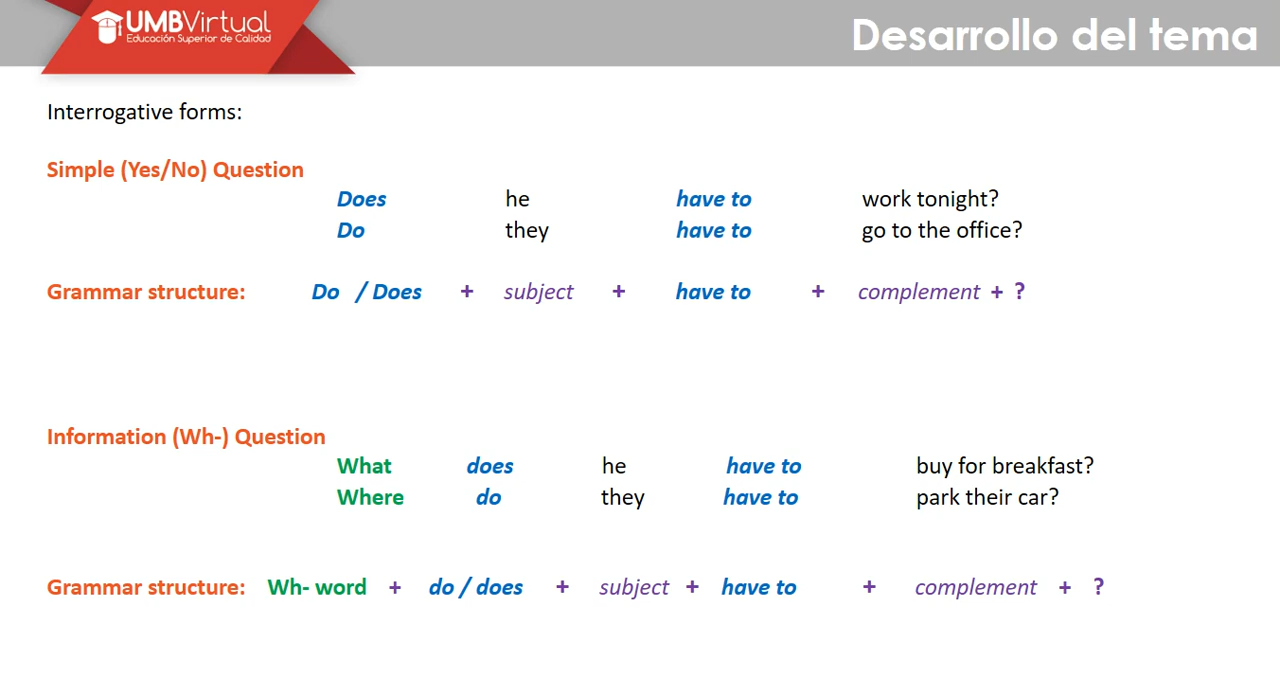 UMBVirtual
Educación Superior de Calidad
Desarrollo del tema
Interrogative forms:
Simple (Yes/No) Question
Does he have to work tonight?
Do they have to go to the office?
Grammar structure: Do / Does + subject + have to + complement + ?
Information (Wh-) Question
What does he have to buy for breakfast?
Where do they have to park their car?
Grammar structure: Wh- word + do / does + subject + have to + complement + ?